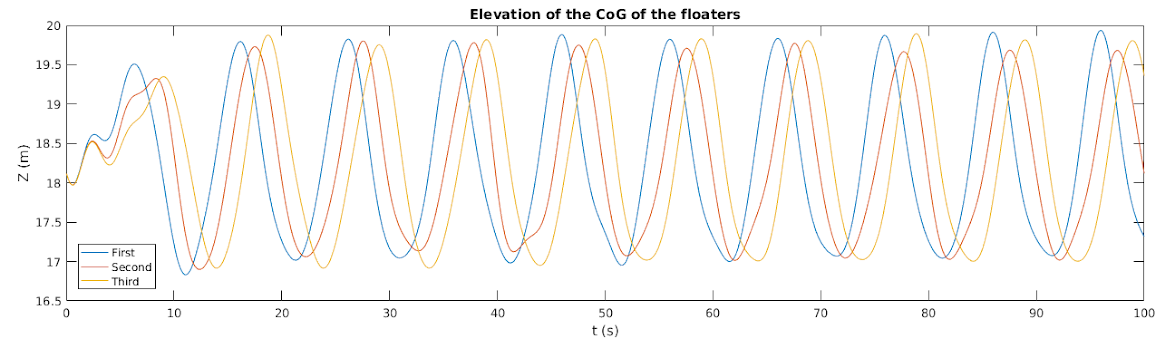 Elevation of the CoG of the floaters
20
19.5
19
18.5
18
17.5
17
16.5
Z (m)
First
Second
Third
0 10 20 30 40 50 60 70 80 90 100
t (s)